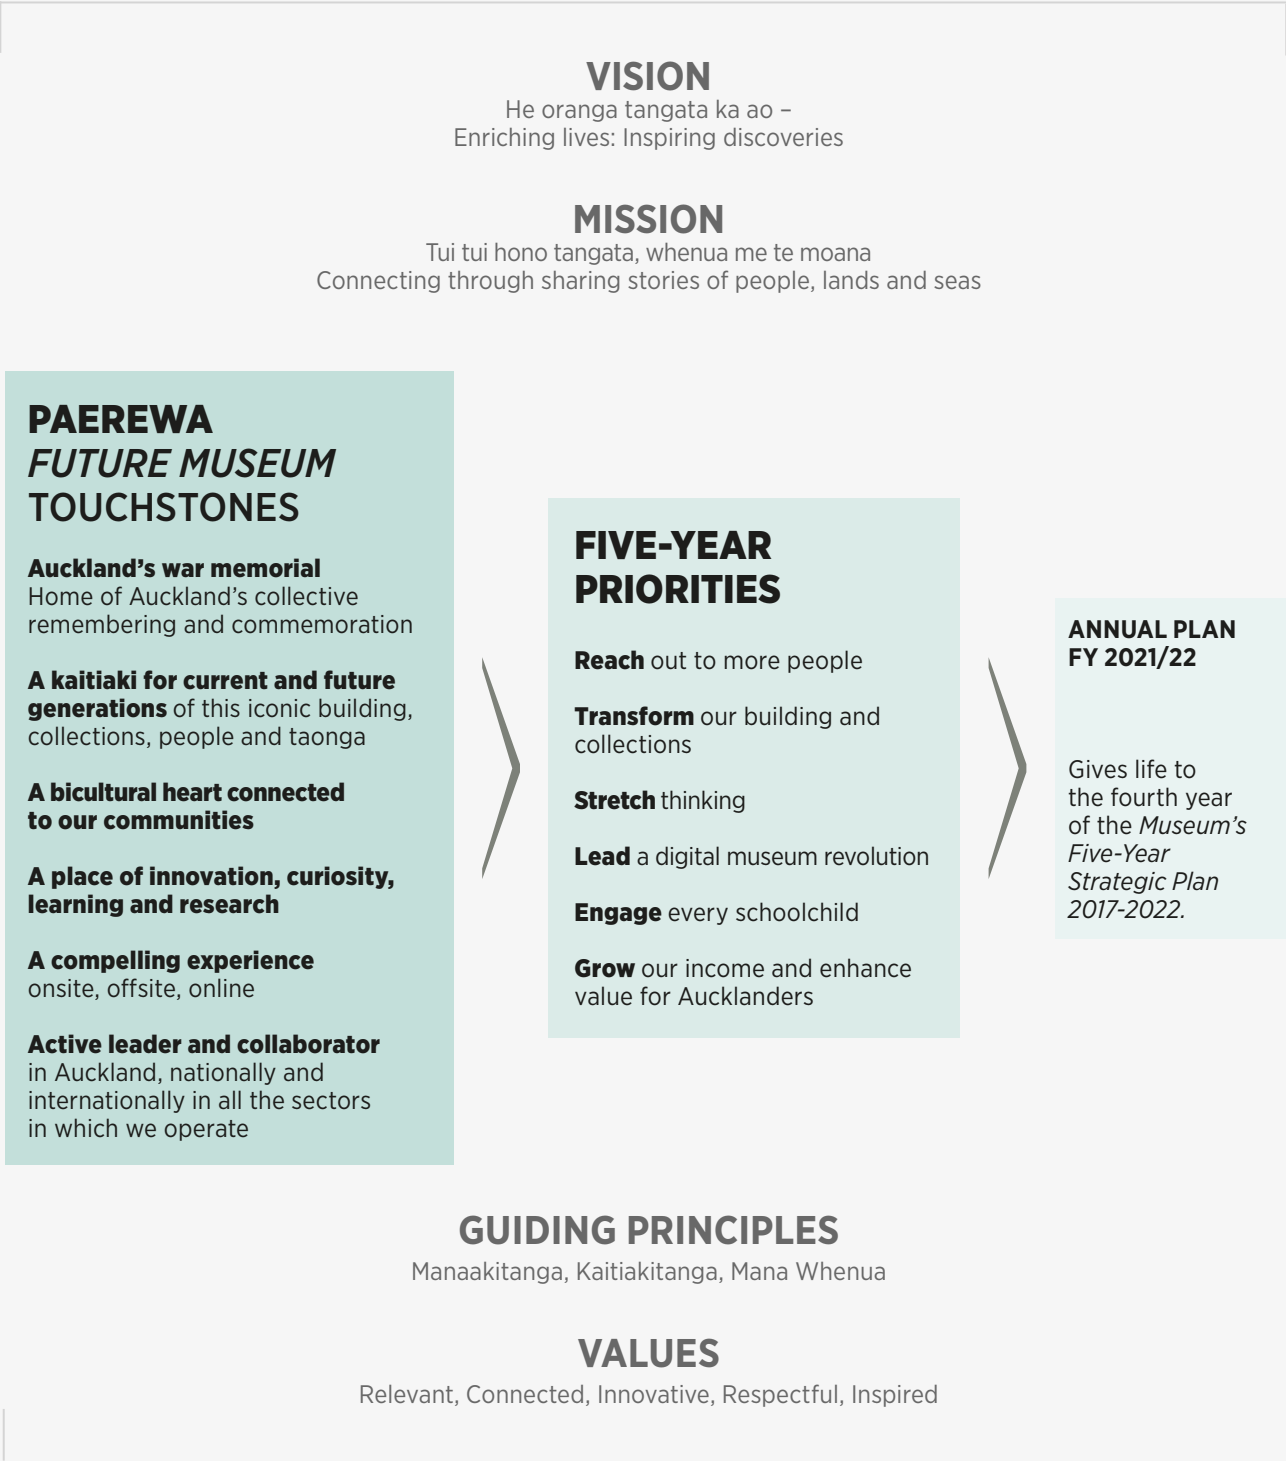 VISION
He oranga tangata ka ao –
Enriching lives: Inspiring discoveries
MISSION
Tui tui hono tangata, whenua me te moana
Connecting through sharing stories of people, lands and seas
PAEREWA
FUTURE MUSEUM
TOUCHSTONES
Auckland’s war memorial
Home of Auckland’s collective
remembering and commemoration
A kaitiaki for current and future
generations of this iconic building,
collections, people and taonga
A bicultural heart connected
to our communities
A place of innovation, curiosity,
learning and research
A compelling experience
onsite, offsite, online
Active leader and collaborator
in Auckland, nationally and
internationally in all the sectors
in which we operate
FIVE-YEAR
PRIORITIES
Reach out to more people
Transform our building and
collections
Stretch thinking
Lead a digital museum revolution
Engage every schoolchild
Grow our income and enhance
value for Aucklanders
ANNUAL PLAN
FY 2021/22
Gives life to
the fourth year
of the Museum’s
Five-Year
Strategic Plan
2017-2022.
GUIDING PRINCIPLES
Manaakitanga, Kaitiakitanga, Mana Whenua
VALUES
Relevant, Connected, Innovative, Respectful, Inspired